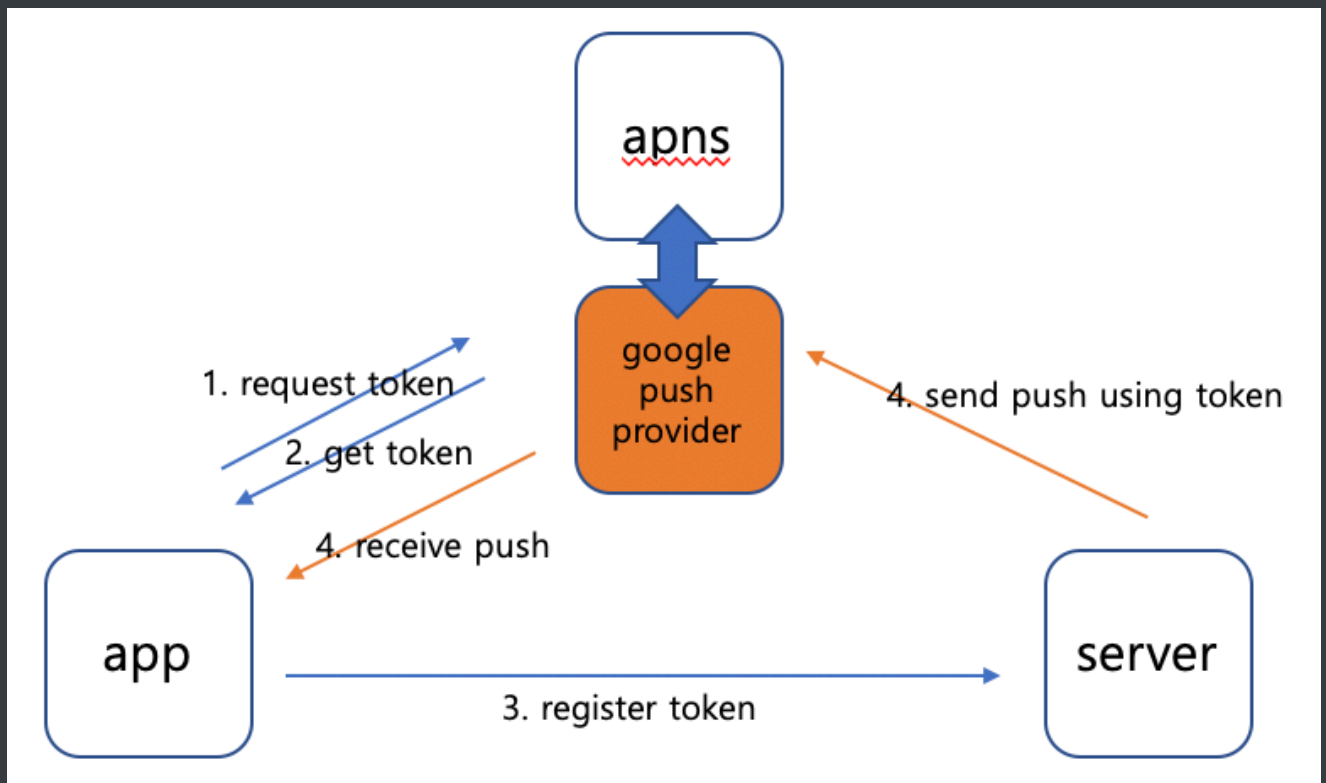 apns
google
push
provider
1. request token
2. get token
4. send push using token
4. receive push
app
server
3. register token